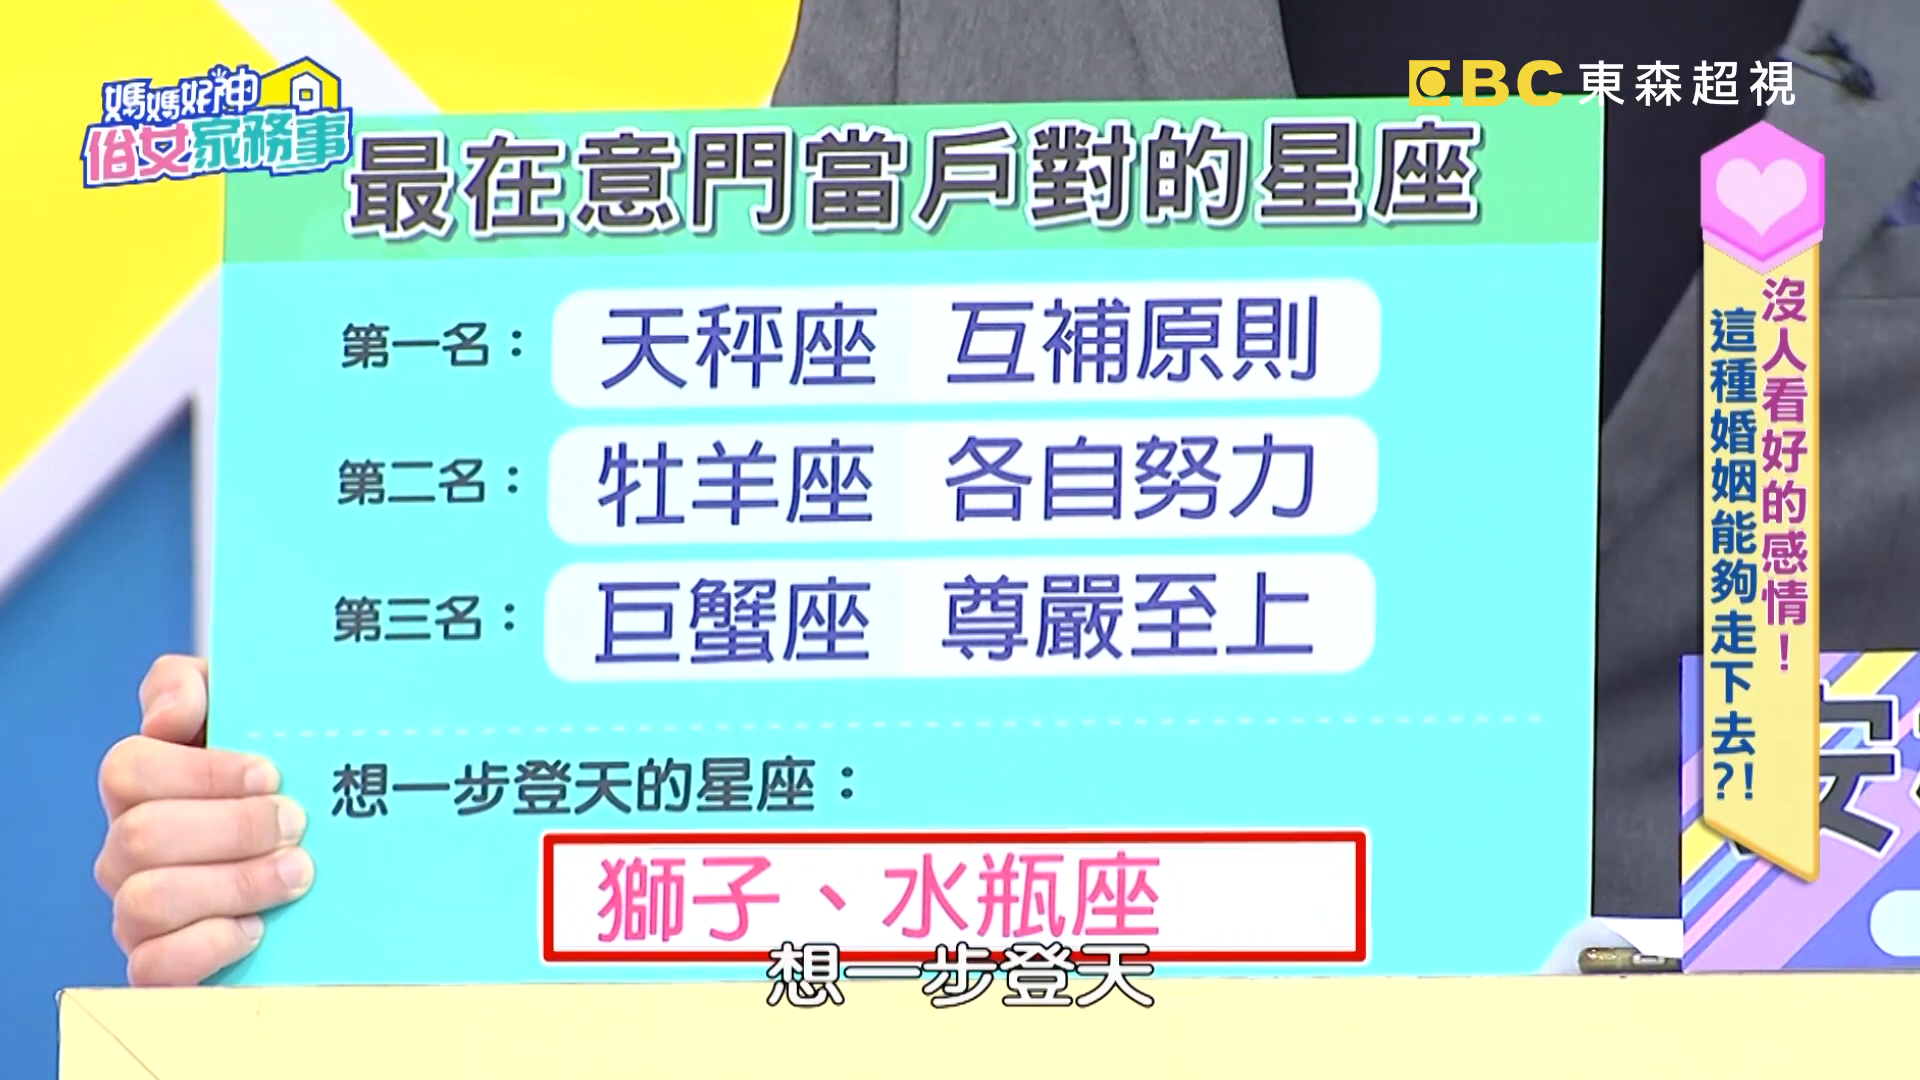 媽媽好神
俗女家務事
EBC 東森超視
最在意門當戶對的星座
第一名： 天秤座 互補原則
第二名： 牡羊座 各自努力
第三名： 巨蟹座 尊嚴至上
想一步登天的星座：
獅子、水瓶座
想一步登天
沒人看好的感情！
這種婚姻能夠走下去?!
安